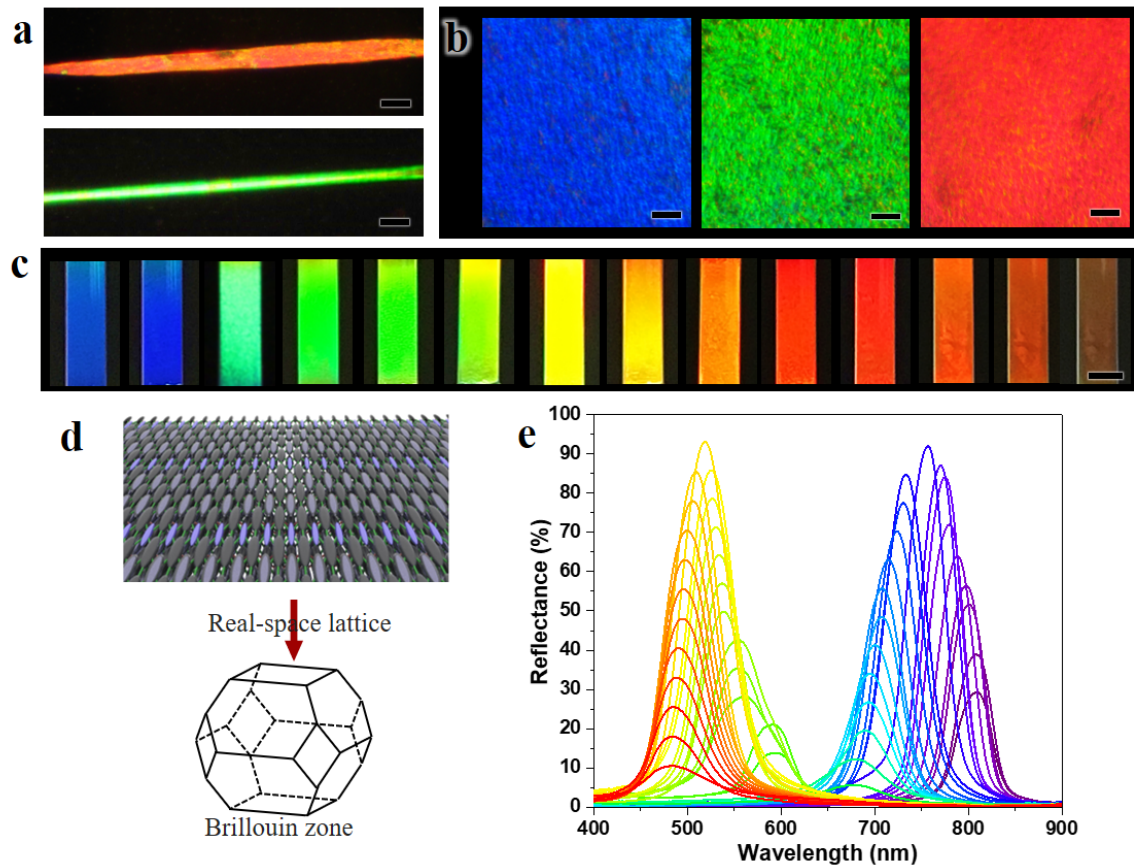 a
b
c
d
Real-space lattice
Brillouin zone
e
100
90
80
70
60
50
40
30
20
10
0
Reflectance (%)
400 500 600 700 800 900
Wavelength (nm)